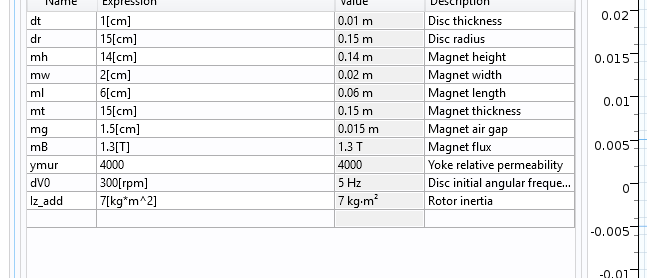 Name Expression Value Description
dt 1[cm] 0.01 m Disc thickness
dr 15[cm] 0.15 m Disc radius
mh 14[cm] 0.14 m Magnet height
mw 2[cm] 0.02 m Magnet width
ml 6[cm] 0.06 m Magnet length
mt 15[cm] 0.15 m Magnet thickness
mg 1.5[cm] 0.015 m Magnet air gap
mB 1.3[T] 1.3 T Magnet flux
ymur 4000 4000 Yoke relative permeability
dV0 300[rpm] 5 Hz Disc initial angular freque...
Iz_add 7[kg*m^2] 7 kg·m² Rotor inertia
0.02
0.015
0.01
0.005
0
-0.005
-0.01